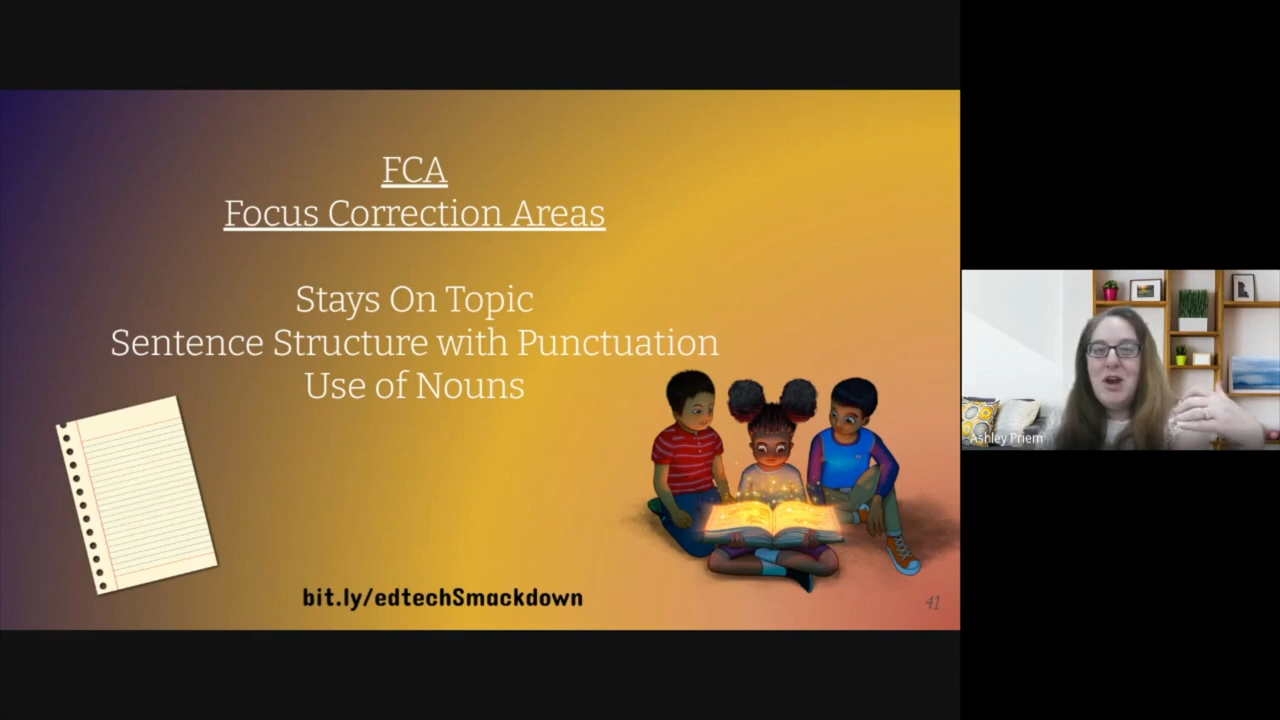 FCA
Focus Correction Areas
Stays On Topic
Sentence Structure with Punctuation
Use of Nouns
bit.ly/edtechSmackdown
41
Ashley Priem